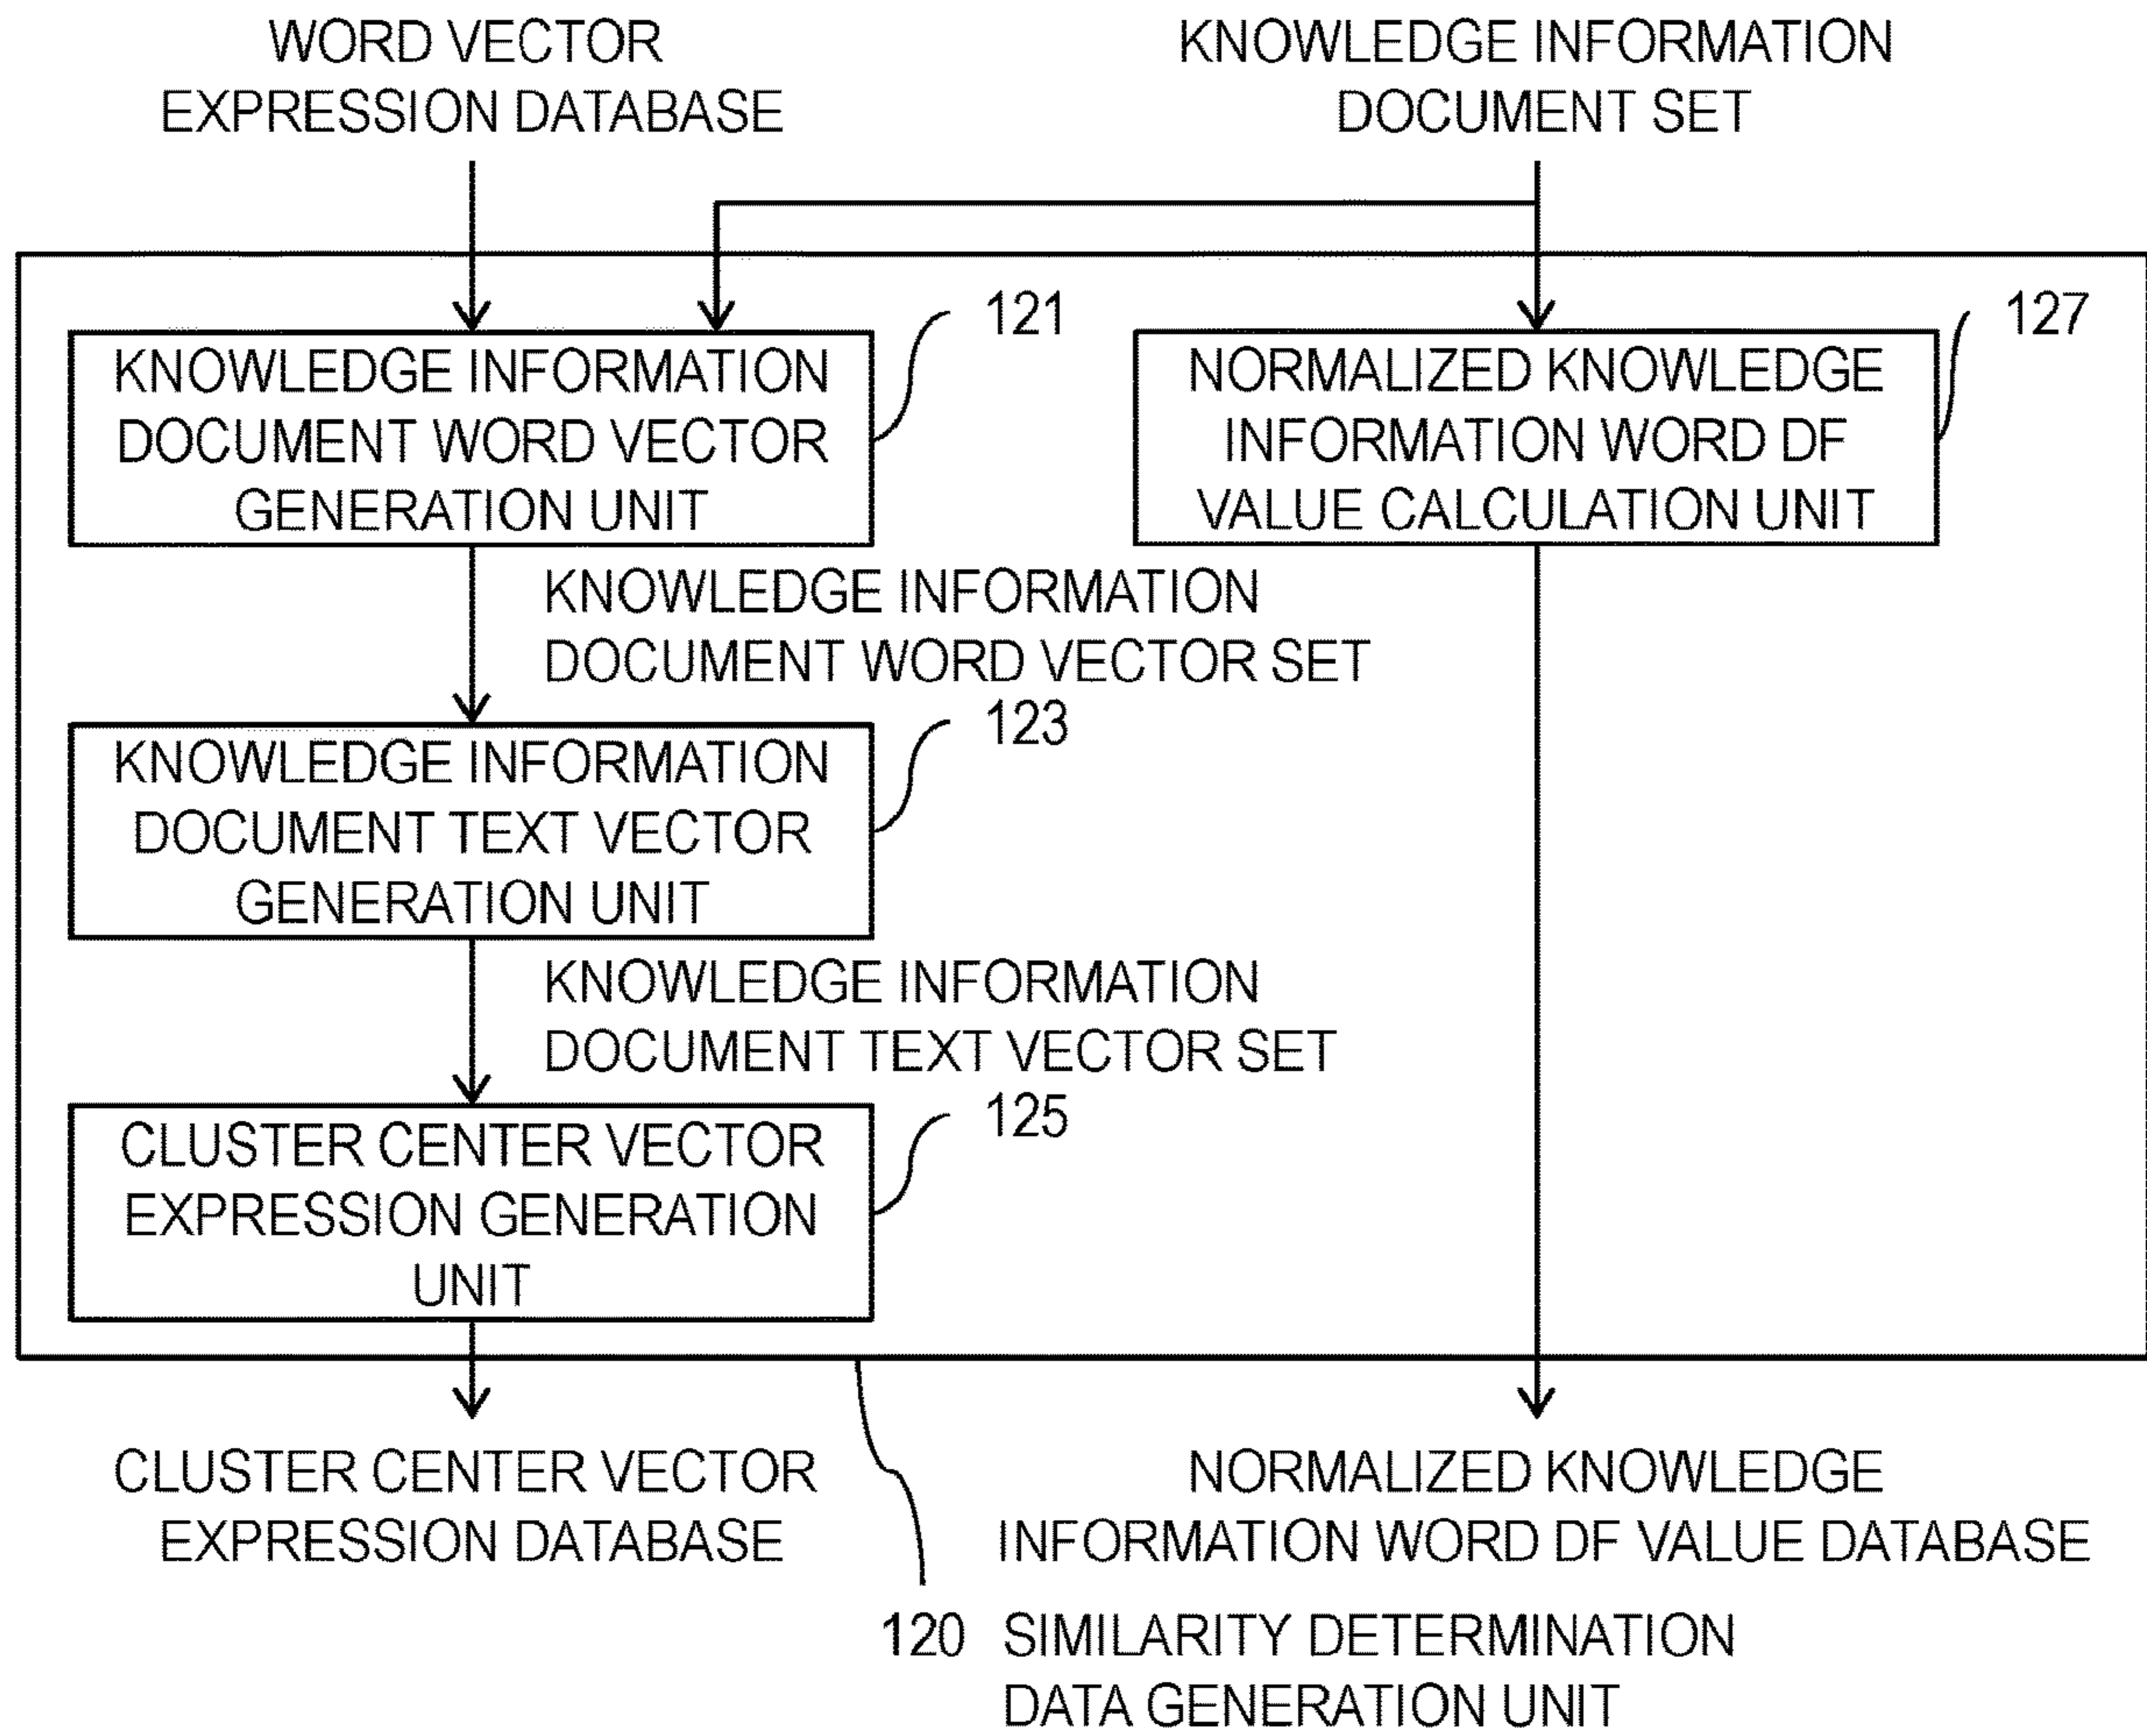 WORD VECTOR
EXPRESSION DATABASE
KNOWLEDGE INFORMATION
DOCUMENT SET
121
127
KNOWLEDGE INFORMATION
DOCUMENT WORD VECTOR
GENERATION UNIT
NORMALIZED KNOWLEDGE
INFORMATION WORD DF
VALUE CALCULATION UNIT
KNOWLEDGE INFORMATION
DOCUMENT WORD VECTOR SET
123
KNOWLEDGE INFORMATION
DOCUMENT TEXT VECTOR
GENERATION UNIT
KNOWLEDGE INFORMATION
DOCUMENT TEXT VECTOR SET
125
CLUSTER CENTER VECTOR
EXPRESSION GENERATION
UNIT
CLUSTER CENTER VECTOR
EXPRESSION DATABASE
NORMALIZED KNOWLEDGE
INFORMATION WORD DF VALUE DATABASE
120 SIMILARITY DETERMINATION
DATA GENERATION UNIT